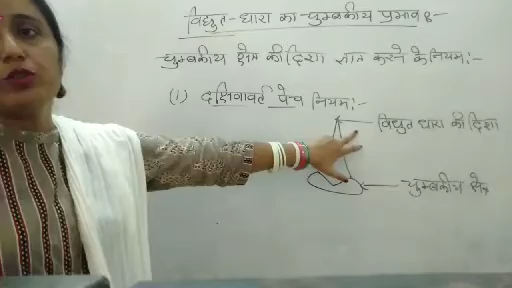 विद्युत-धारा का चुम्बकीय प्रभाव :-
चुम्बकीय क्षेत्र की दिशा ज्ञात करने के नियम :-
(1) दक्षिणावर्त पेच नियम :-
विद्युत धारा की दिशा
चुम्बकीय क्षेत्र